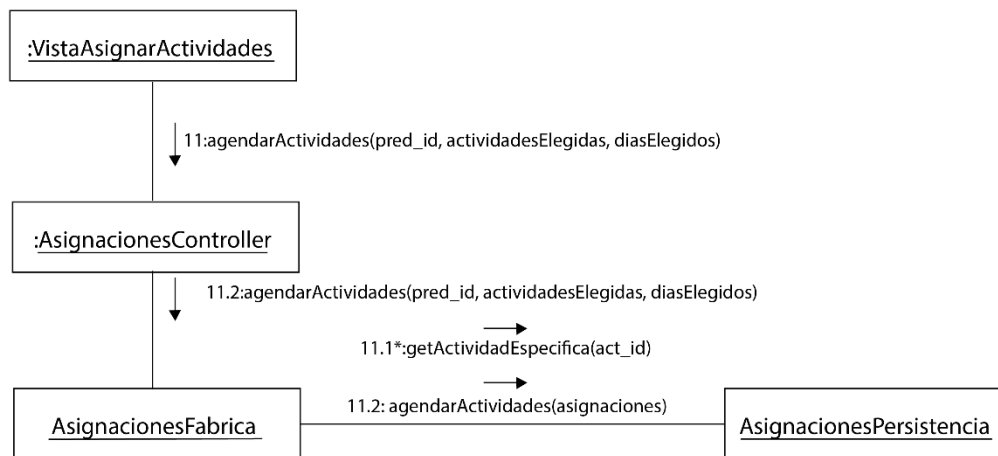 :VistaAsignarActividades
11:agendarActividades(pred_id, actividadesElegidas, diasElegidos)
:AsignacionesController
11.2:agendarActividades(pred_id, actividadesElegidas, diasElegidos)
11.1*:getActividadEspecifica(act_id)
11.2: agendarActividades(asignaciones)
AsignacionesFabrica
AsignacionesPersistencia